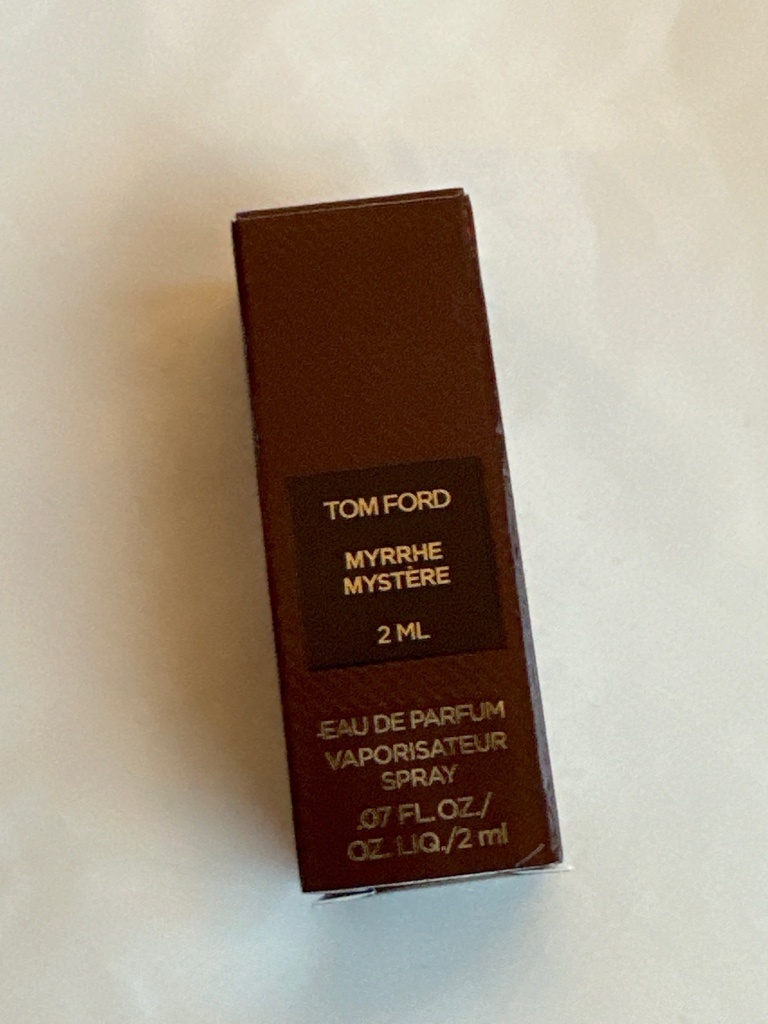 TOM FORD
MYRRHE
MYSTÈRE
2 ML
EAU DE PARFUM
VAPORISATEUR
SPRAY
.07 FL.OZ./
OZ. LIQ./2 ml